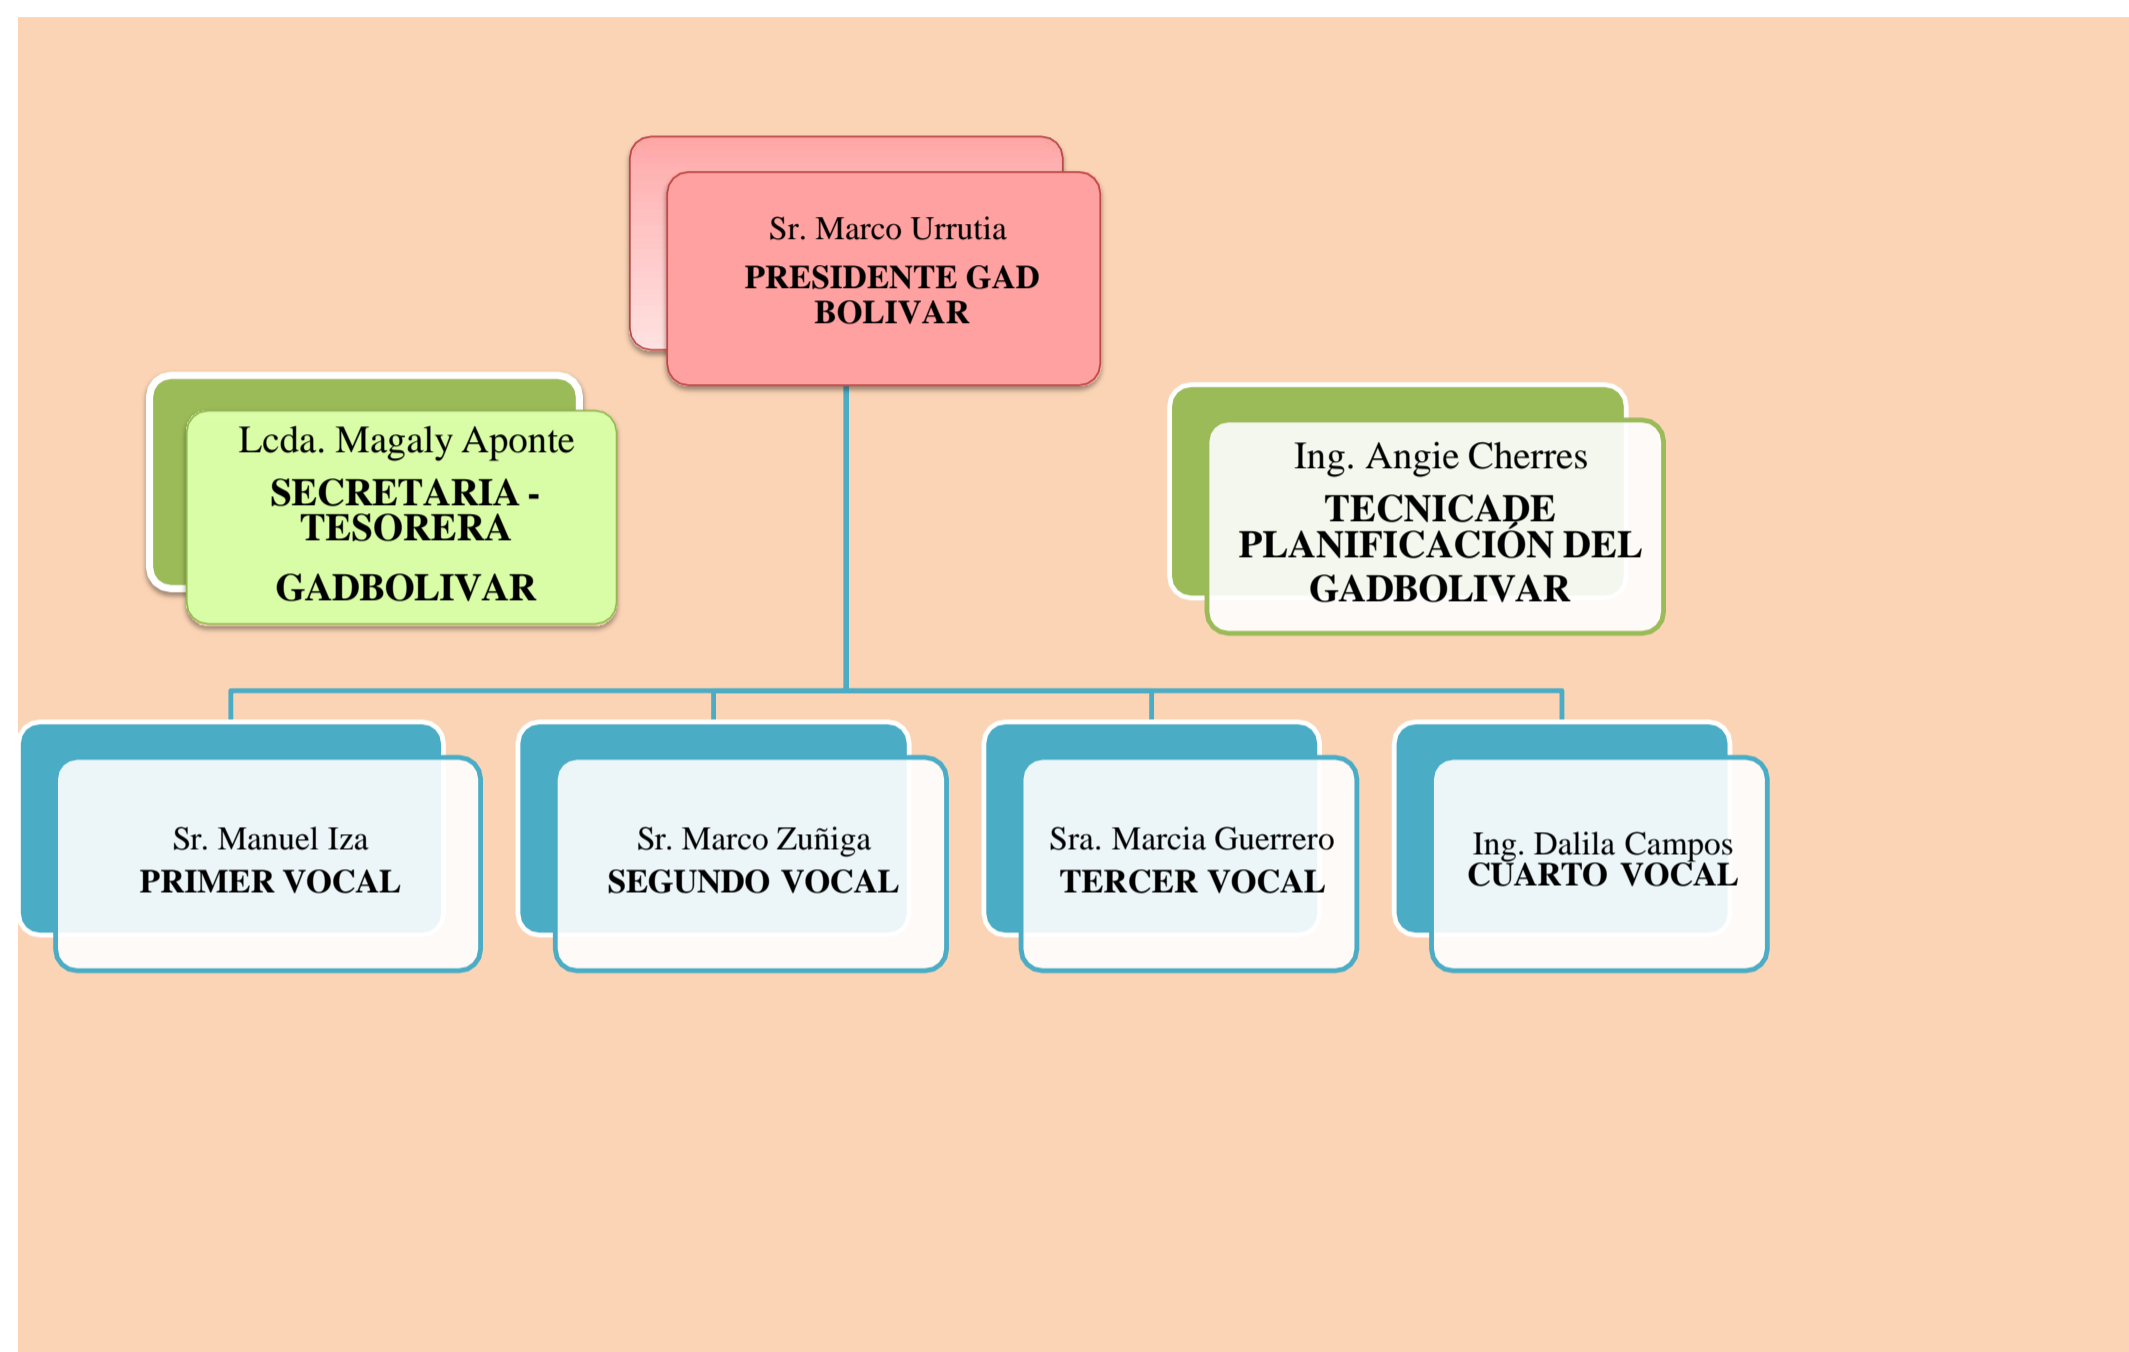 Sr. Marco Urrutia
PRESIDENTE GAD
BOLIVAR
Lcda. Magaly Aponte
SECRETARIA -
TESORERA
GADBOLIVAR
Ing. Angie Cherres
TECNICADE
PLANIFICACIÓN DEL
GADBOLIVAR
Sr. Manuel Iza
PRIMER VOCAL
Sr. Marco Zuñiga
SEGUNDO VOCAL
Sra. Marcia Guerrero
TERCER VOCAL
Ing. Dalila Campos
CUARTO VOCAL